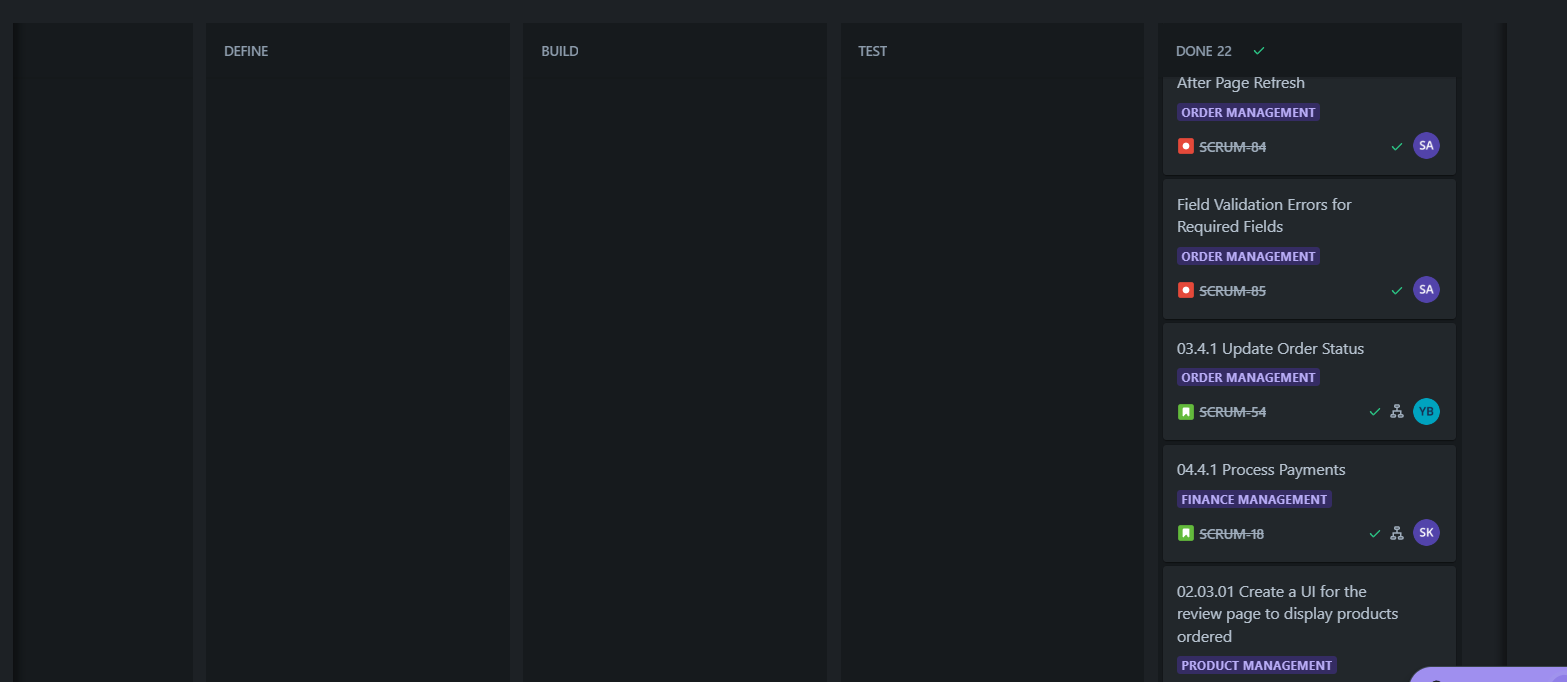 DEFINE
BUILD
TEST
DONE 22
After Page Refresh
ORDER MANAGEMENT
SCRUM-84
SA
Field Validation Errors for
Required Fields
ORDER MANAGEMENT
SCRUM-85
SA
03.4.1 Update Order Status
ORDER MANAGEMENT
SCRUM-54
YB
04.4.1 Process Payments
FINANCE MANAGEMENT
SCRUM-18
SK
02.03.01 Create a UI for the
review page to display products
ordered
PRODUCT MANAGEMENT